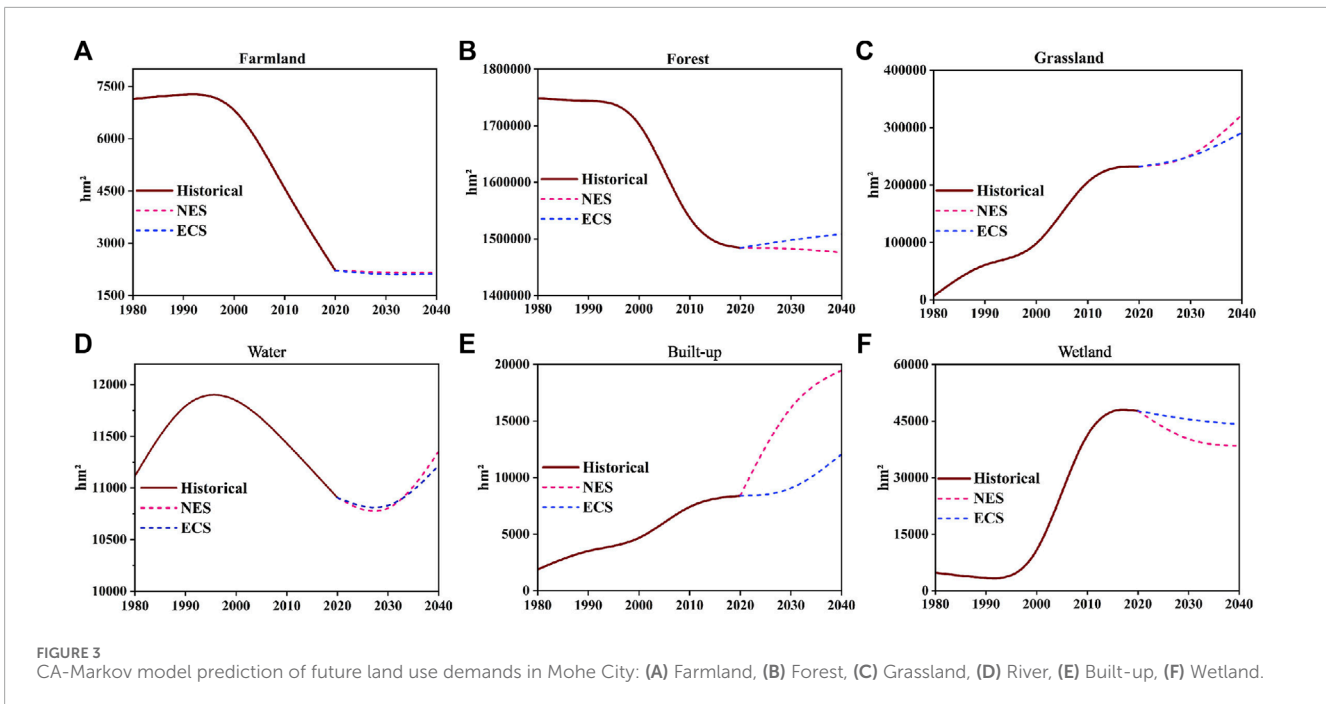 A
Farmland
7500
6000
4500
3000
1500
hm²
Historical
NES
ECS
1980 1990 2000 2010 2020 2030 2040
B
Forest
1800000
1700000
1600000
1500000
1400000
hm²
Historical
NES
ECS
1980 1990 2000 2010 2020 2030 2040
C
Grassland
400000
300000
200000
100000
0
hm²
Historical
NES
ECS
1980 1990 2000 2010 2020 2030 2040
D
Water
12000
11500
11000
10500
10000
hm²
Historical
NES
ECS
1980 1990 2000 2010 2020 2030 2040
E
Built-up
20000
15000
10000
5000
0
hm²
Historical
NES
ECS
1980 1990 2000 2010 2020 2030 2040
F
Wetland
60000
45000
30000
15000
0
hm²
Historical
NES
ECS
1980 1990 2000 2010 2020 2030 2040
FIGURE 3
CA-Markov model prediction of future land use demands in Mohe City: (A) Farmland, (B) Forest, (C) Grassland, (D) River, (E) Built-up, (F) Wetland.